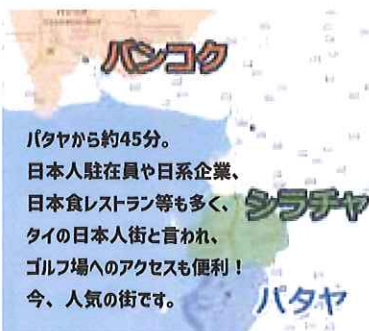 バンコク
パタヤから約45分。
日本人駐在員や日系企業、
日本食レストラン等も多く、
シラチャ
タイの日本人街と言われ、
ゴルフ場へのアクセスも便利！
今、人気の街です。
パタヤ